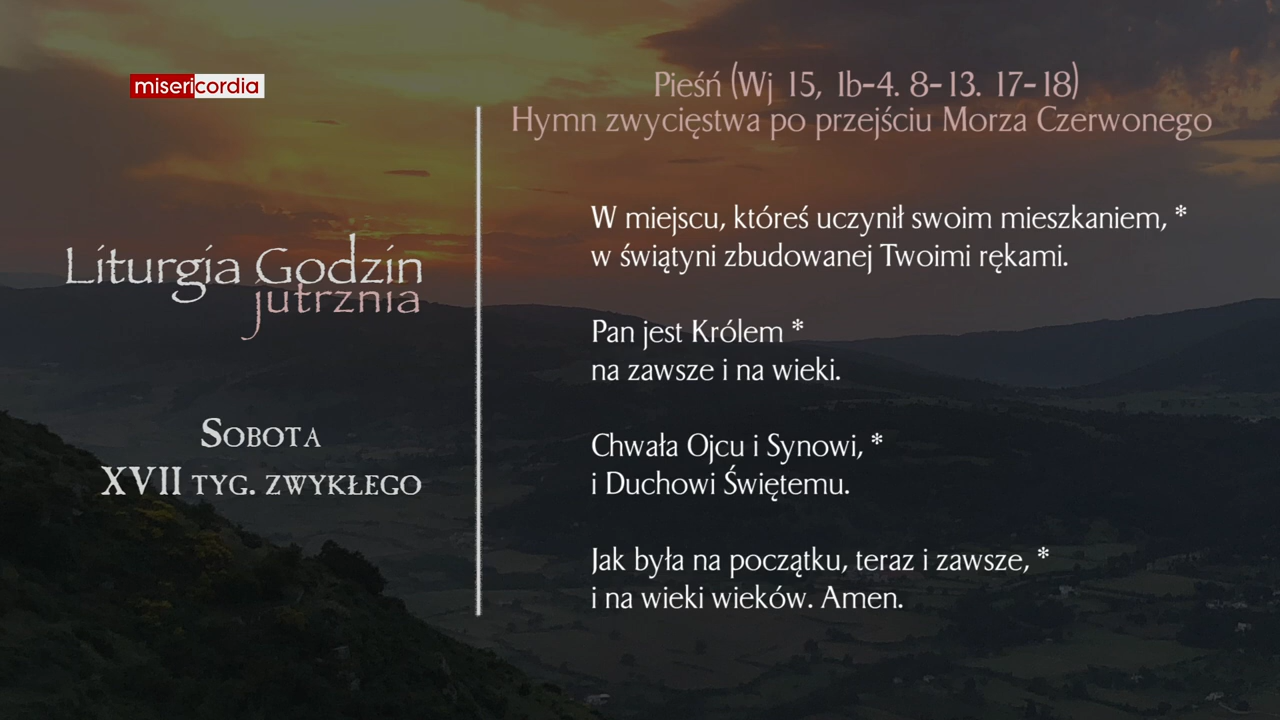 misericordia
Liturgia Godzin
jutrznia
Sobota
XVII tyg. zwykłego
Pieśń (Wj 15, 1b-4. 8-13. 17-18)
Hymn zwycięstwa po przejściu Morza Czerwonego
W miejscu, któreś uczynił swoim mieszkaniem, *
w świątyni zbudowanej Twoimi rękami.
Pan jest Królem *
na zawsze i na wieki.
Chwała Ojcu i Synowi, *
i Duchowi Świętemu.
Jak była na początku, teraz i zawsze, *
i na wieki wieków. Amen.